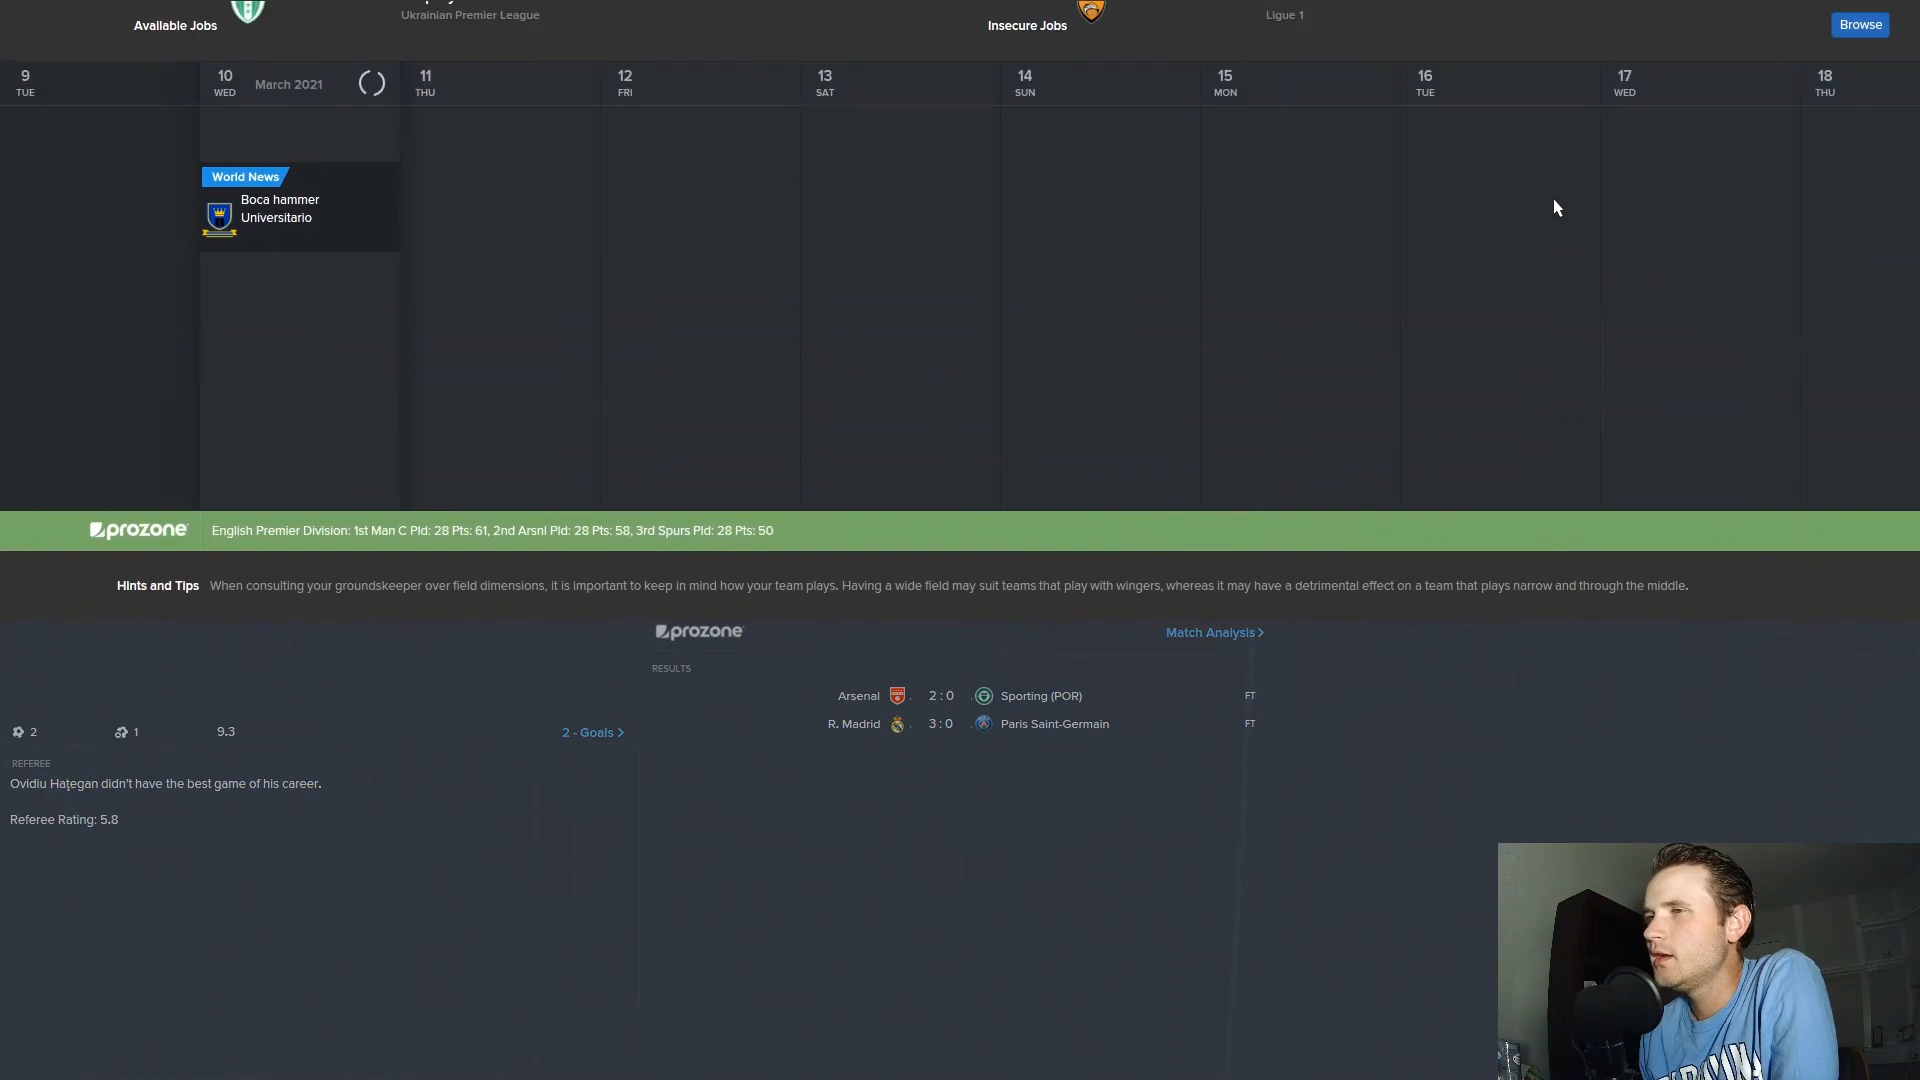 Available Jobs
Ukrainian Premier League
Insecure Jobs
Ligue 1
Browse
9
TUE
10
WED
March 2021
11
THU
12
FRI
13
SAT
14
SUN
15
MON
16
TUE
17
WED
18
THU
World News
Boca hammer
Universitario
prozone
English Premier Division: 1st Man C Pld: 28 Pts: 61, 2nd Arsnl Pld: 28 Pts: 58, 3rd Spurs Pld: 28 Pts: 50
Hints and Tips When consulting your groundskeeper over field dimensions, it is important to keep in mind how your team plays. Having a wide field may suit teams that play with wingers, whereas it may have a detrimental effect on a team that plays narrow and through the middle.
prozone
Match Analysis
RESULTS
Arsenal 2 : 0 Sporting (POR) FT
R. Madrid 3 : 0 Paris Saint-Germain FT
2 1 9.3 2 - Goals
REFEREE
Ovidiu Haţegan didn't have the best game of his career.
Referee Rating: 5.8